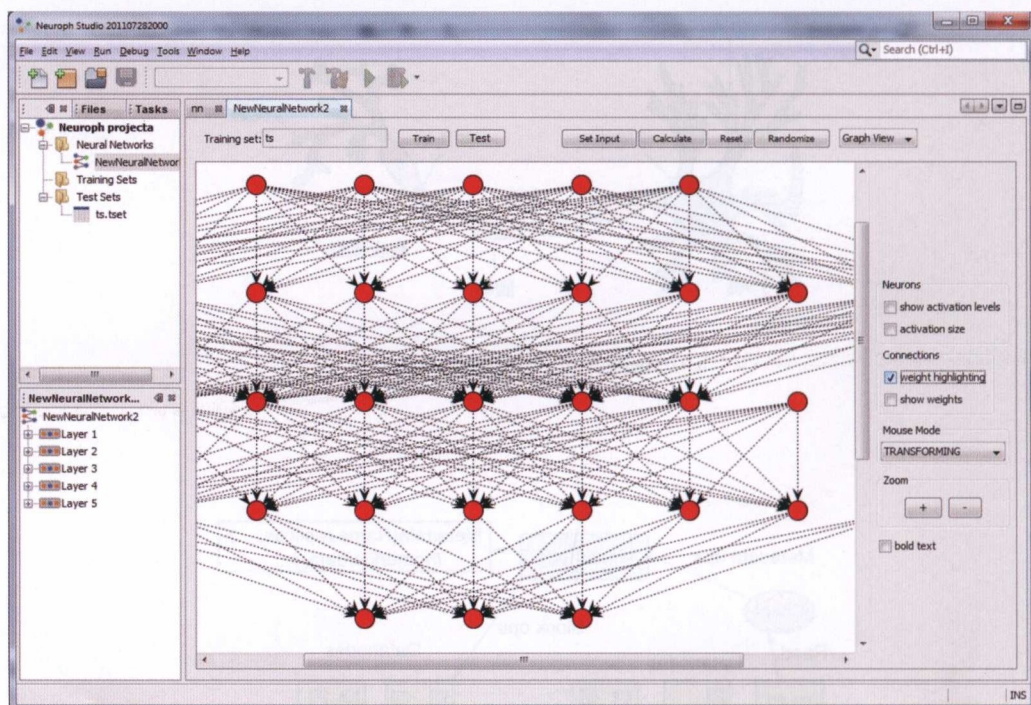 Neuroph Studio 201107282000
File Edit View Run Debug Tools Window Help
Search (Ctrl+I)
Files Tasks
nn NewNeuralNetwork2
Neuroph projecta
Neural Networks
NewNeuralNetwor
Training Sets
Test Sets
ts.tset
Training set: ts Train Test Set Input Calculate Reset Randomize Graph View
Neurons
show activation levels
activation size
Connections
weight highlighting
show weights
Mouse Mode
TRANSFORMING
Zoom
+ -
bold text
NewNeuralNetwork...
NewNeuralNetwork2
Layer 1
Layer 2
Layer 3
Layer 4
Layer 5
INS